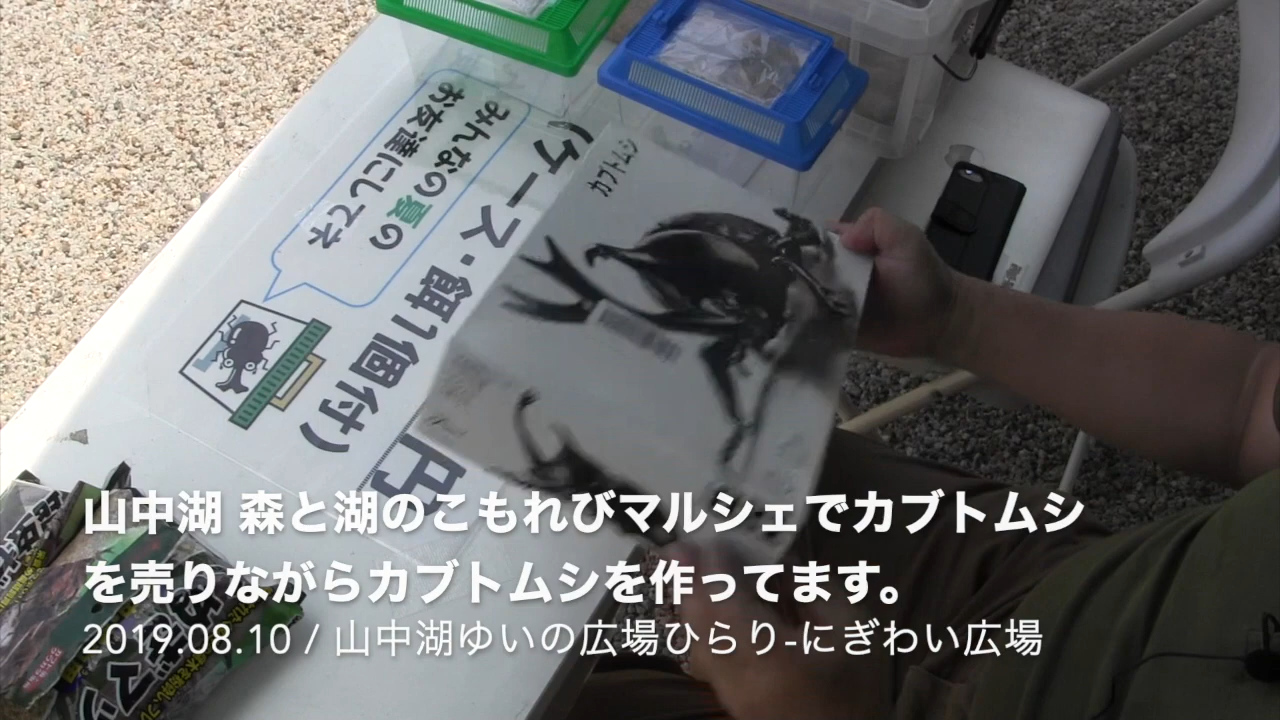 みんなの夏の
お友達にしてネ
(ケース・餌1個付)
円
カブトムシ
山中湖 森と湖のこもれびマルシェでカブトムシ
を売りながらカブトムシを作ってます。
2019.08.10 / 山中湖ゆいの広場ひらり-にぎわい広場